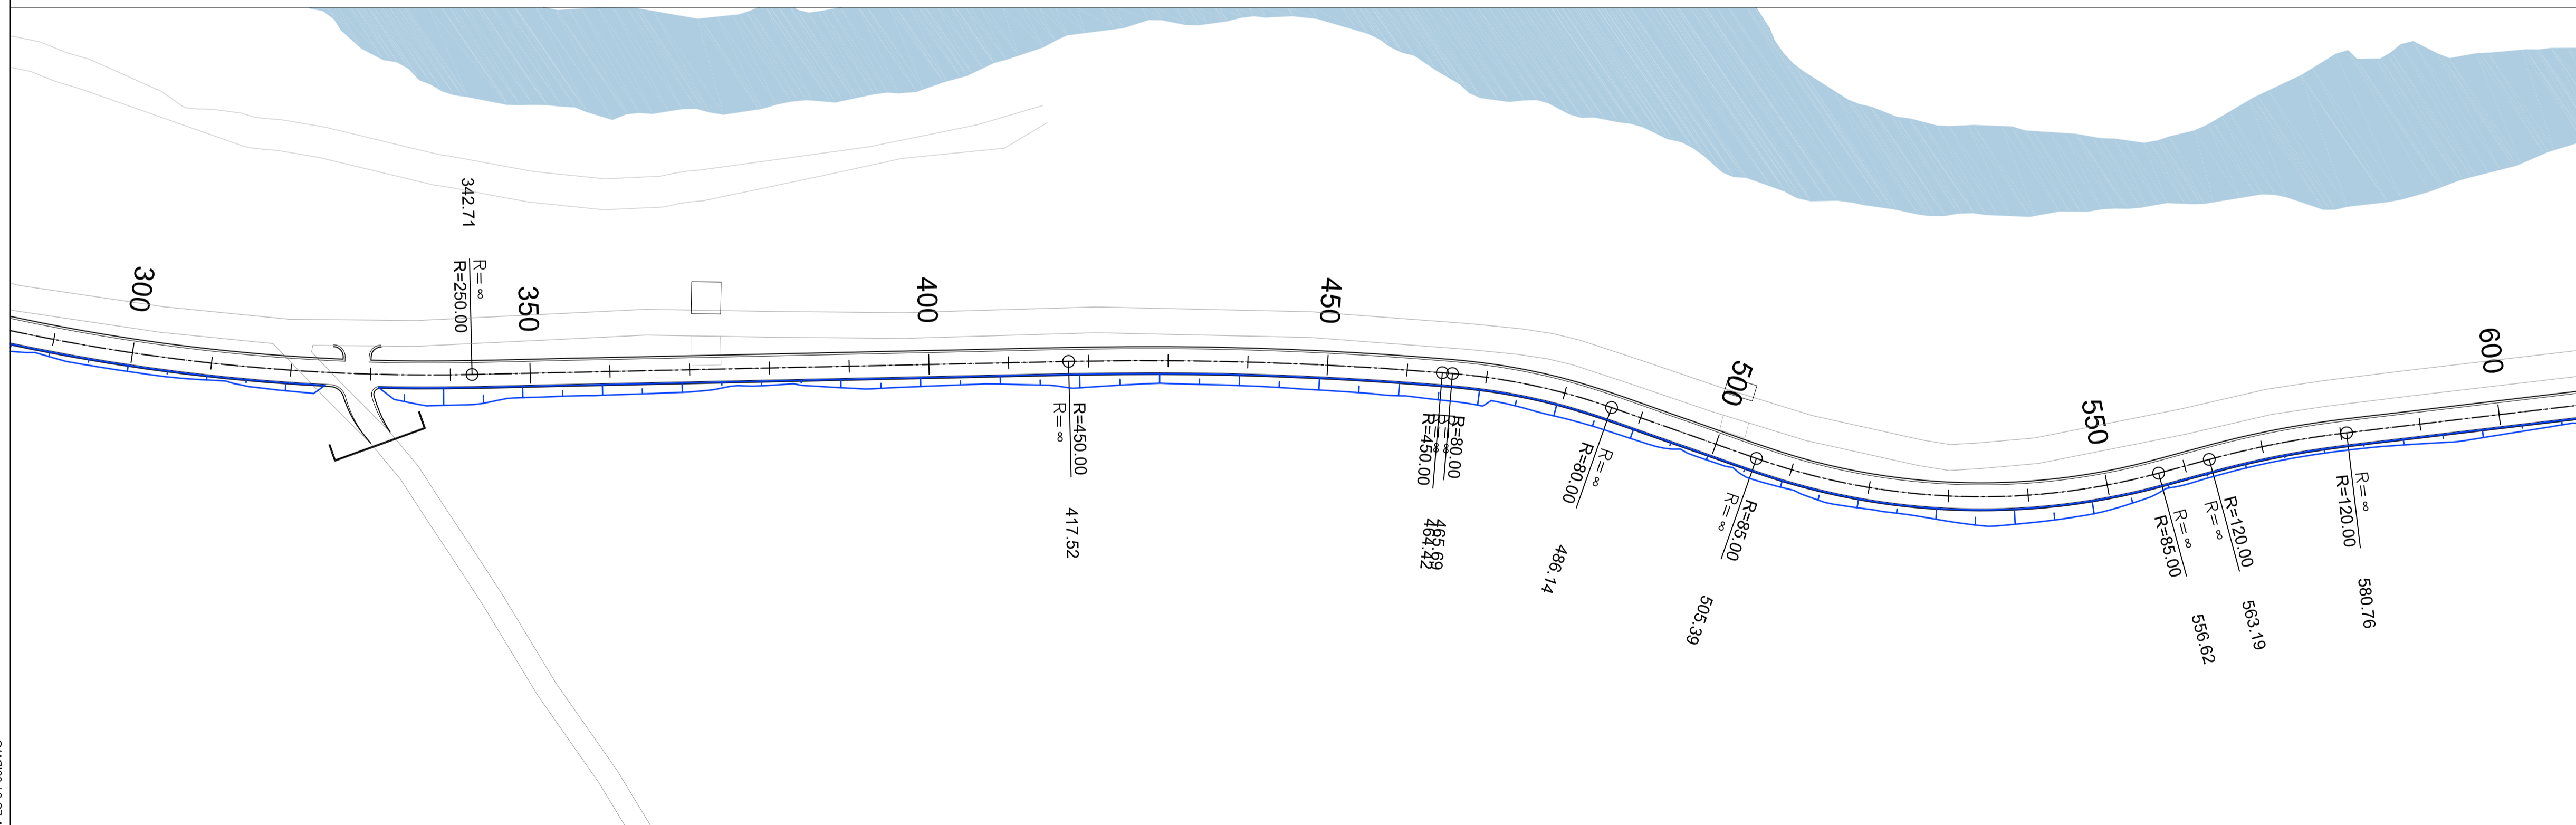 342.71
R=∞
R=250.00
300
350
400
450
500
550
600
R=450.00
R=∞
417.52
R=80.00
R=∞
R=450.00
465.69
464.42
R=∞
R=80.00
486.14
R=85.00
R=∞
505.39
R=∞
R=85.00
556.62
R=120.00
R=∞
563.19
R=∞
R=120.00
580.76